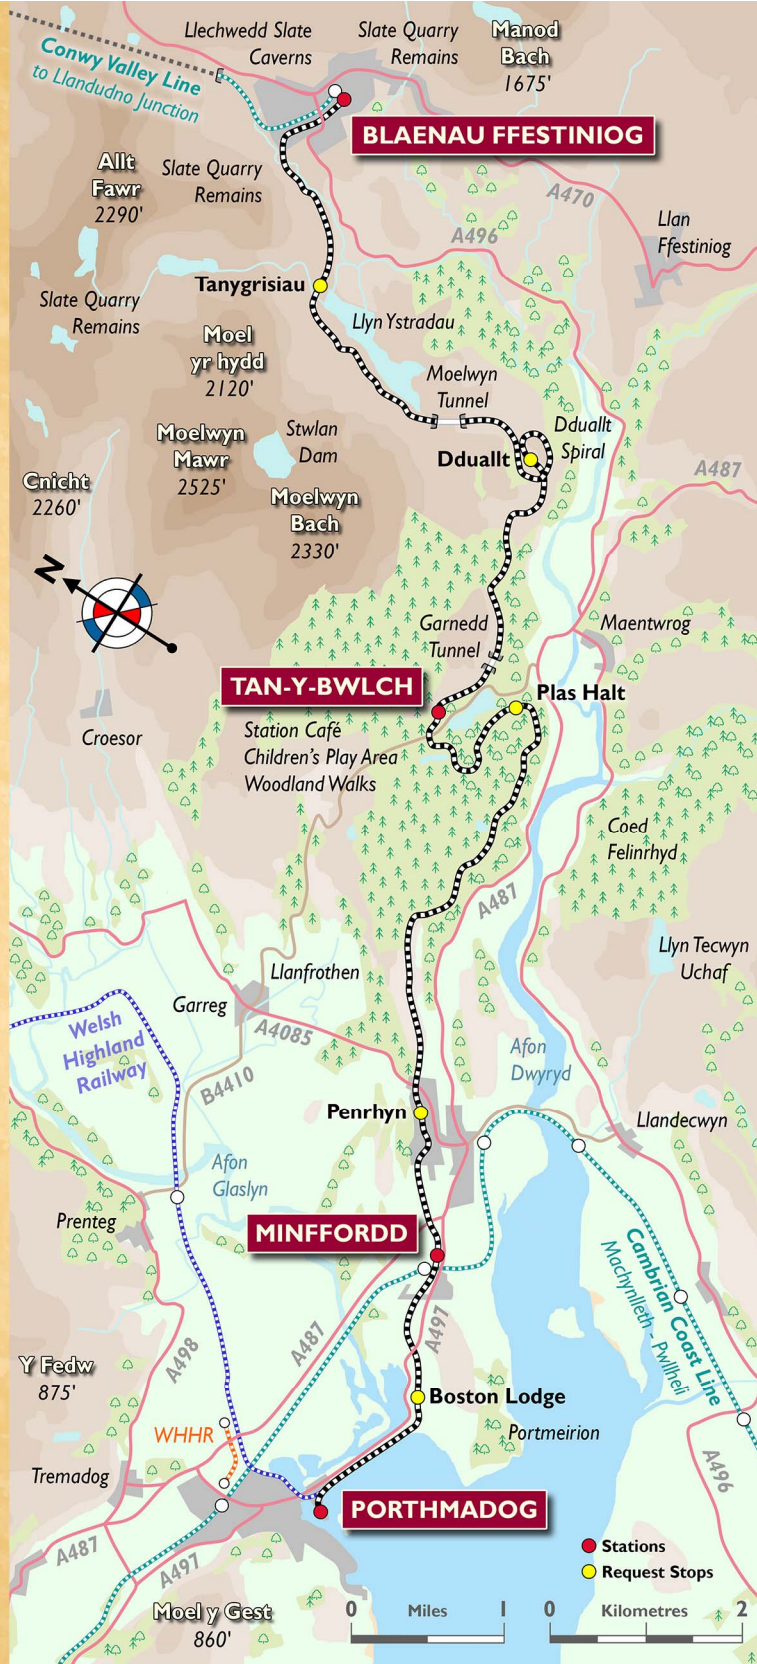 Llechwedd Slate
Caverns
Slate Quarry
Remains
Manod
Bach
1675'
Conwy Valley Line
to Llandudno Junction
BLAENAU FFESTINIOG
Allt
Fawr
2290'
Slate Quarry
Remains
A470
Llan
Ffestiniog
A496
Tanygrisiau
Slate Quarry
Remains
Llyn Ystradau
Moel
yr hydd
2120'
Moelwyn
Tunnel
Dduallt
Spiral
Moelwyn
Mawr
2525'
Stwlan
Dam
Dduallt
A487
Cnicht
2260'
Moelwyn
Bach
2330'
N
Garnedd
Tunnel
Maentwrog
TAN-Y-BWLCH
Plas Halt
Croesor
Station Café
Children's Play Area
Woodland Walks
Coed
Felinrhyd
A487
Llyn Tecwyn
Uchaf
Llanfrothen
Garreg
Welsh
Highland
Railway
A4085
Afon
Dwyryd
B4410
Penrhyn
Llandecwyn
Afon
Glaslyn
Prenteg
MINFFORDD
Cambrian Coast Line
Machynlleth - Pwllheli
A498
A487
A497
Y Fedw
875'
Boston Lodge
WHHR
Portmeirion
A496
Tremadog
PORTHMADOG
A487
A497
Stations
Request Stops
Moel y Gest
860'
0 Miles 1
0 Kilometres 2